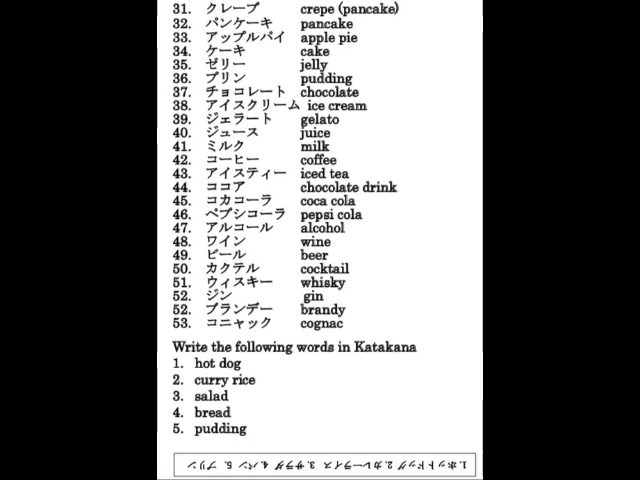 31. クレープ crepe (pancake)
32. パンケーキ pancake
33. アップルパイ apple pie
34. ケーキ cake
35. ゼリー jelly
36. プリン pudding
37. チョコレート chocolate
38. アイスクリーム ice cream
39. ジェラート gelato
40. ジュース juice
41. ミルク milk
42. コーヒー coffee
43. アイスティー iced tea
44. ココア chocolate drink
45. コカコーラ coca cola
46. ペプシコーラ pepsi cola
47. アルコール alcohol
48. ワイン wine
49. ビール beer
50. カクテル cocktail
51. ウィスキー whisky
52. ジン gin
52. ブランデー brandy
53. コニャック cognac
Write the following words in Katakana
1. hot dog
2. curry rice
3. salad
4. bread
5. pudding
1. ホットドッグ 2. カレーライス 3. サラダ 4. パン 5. プリン